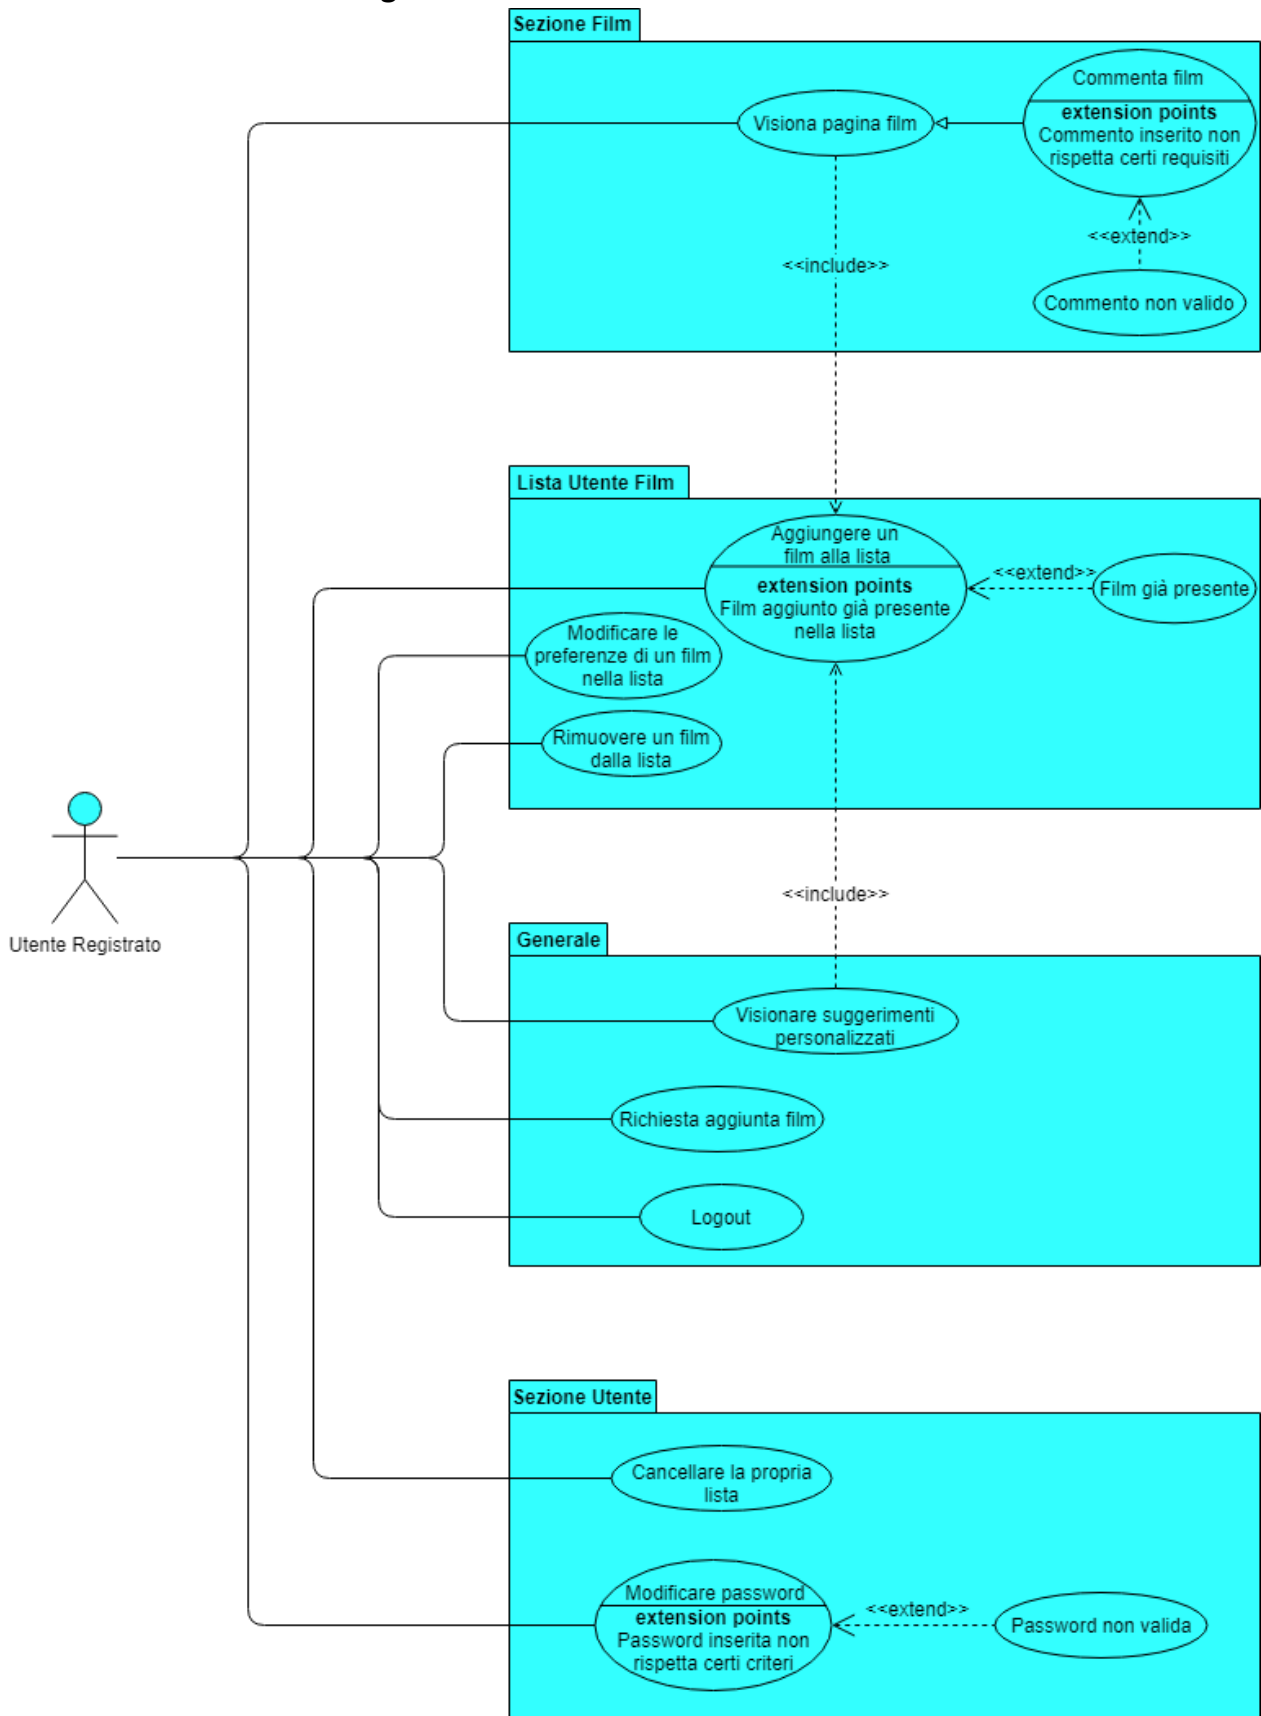 Sezione Film
Commenta film
extension points
Commento inserito non
rispetta certi requisiti
Visiona pagina film
<<extend>>
<<include>>
Commento non valido
Lista Utente Film
Aggiungere un
film alla lista
extension points
Film aggiunto già presente
nella lista
<<extend>>
Film già presente
Modificare le
preferenze di un film
nella lista
Rimuovere un film
dalla lista
Utente Registrato
<<include>>
Generale
Visionare suggerimenti
personalizzati
Richiesta aggiunta film
Logout
Sezione Utente
Cancellare la propria
lista
Modificare password
extension points
Password inserita non
rispetta certi criteri
<<extend>>
Password non valida